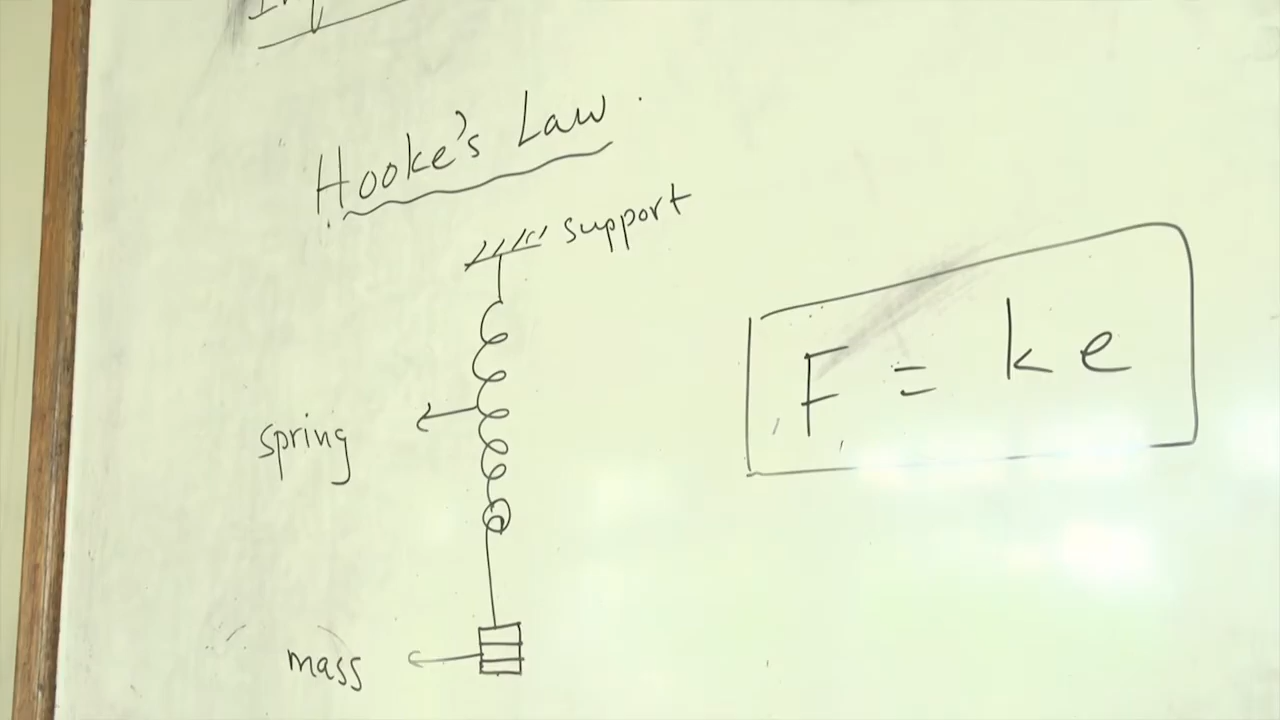 Hooke's Law.
support
F = ke
spring
mass